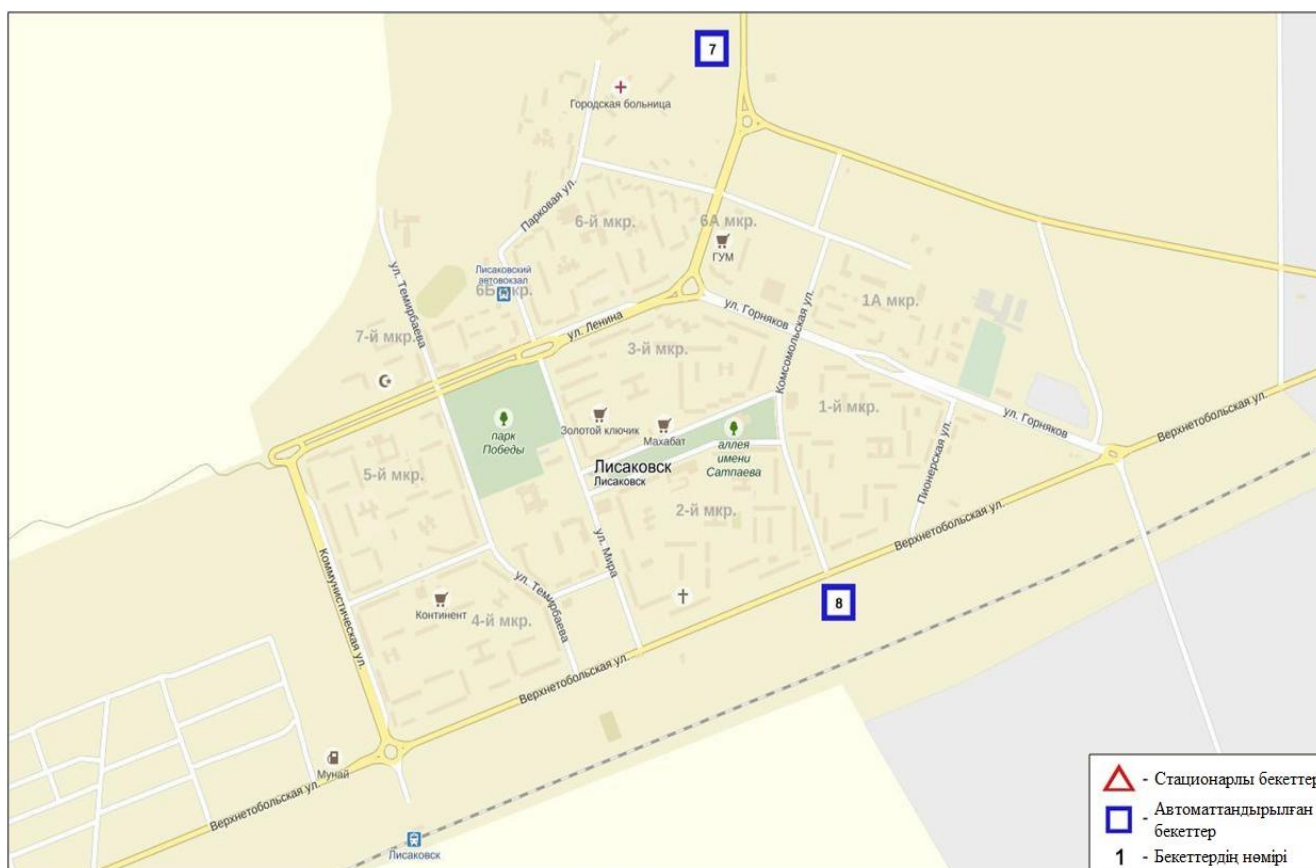 7
Городская больница
Парковая ул.
6-й мкр.
6А мкр.
ГУМ
Лисаковский
автовокзал
6Б мкр.
ул. Темирбаева
7-й мкр.
ул. Ленина
ул. Горняков
Комсомольская ул.
1А мкр.
3-й мкр.
парк
Победы
Золотой ключик
Махабат
аллея
имени
Сатпаева
1-й мкр.
ул. Горняков
Верхнетобольская ул.
Лисаковск
Лисаковск
5-й мкр.
2-й мкр.
Пионерская ул.
Верхнетобольская ул.
ул. Мира
Коммунистическая ул.
ул. Темирбаева
Континент
4-й мкр.
8
Верхнетобольская ул.
Мунай
Верхнетобольская ул.
Лисаковск
- Стационарлы бекеттер
- Автоматтандырылған
бекеттер
1 - Бекеттердің нөмірі